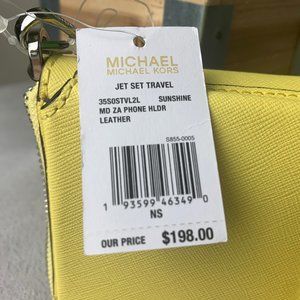 MICHAEL
MICHAEL KORS
JET SET TRAVEL
35S0STVL2L SUNSHINE
MD ZA PHONE HLDR
LEATHER
S855-0005
1 93599 46349 0
NS
OUR PRICE $198.00